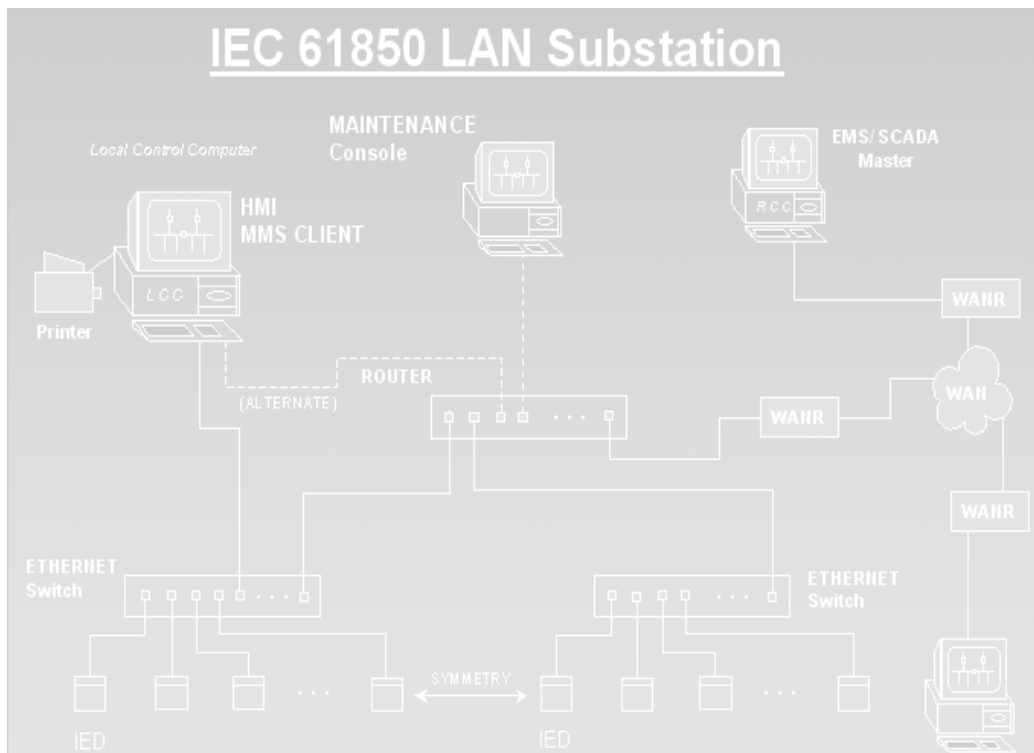 IEC 61850 LAN Substation
Local Control Computer
MAINTENANCE
Console
EMS/SCADA
Master
HMI
MMS CLIENT
RCC
LCC
WANR
Printer
ROUTER
(ALTERNATE)
WAN
WANR
WANR
ETHERNET
Switch
ETHERNET
Switch
SYMMETRY
IED
IED